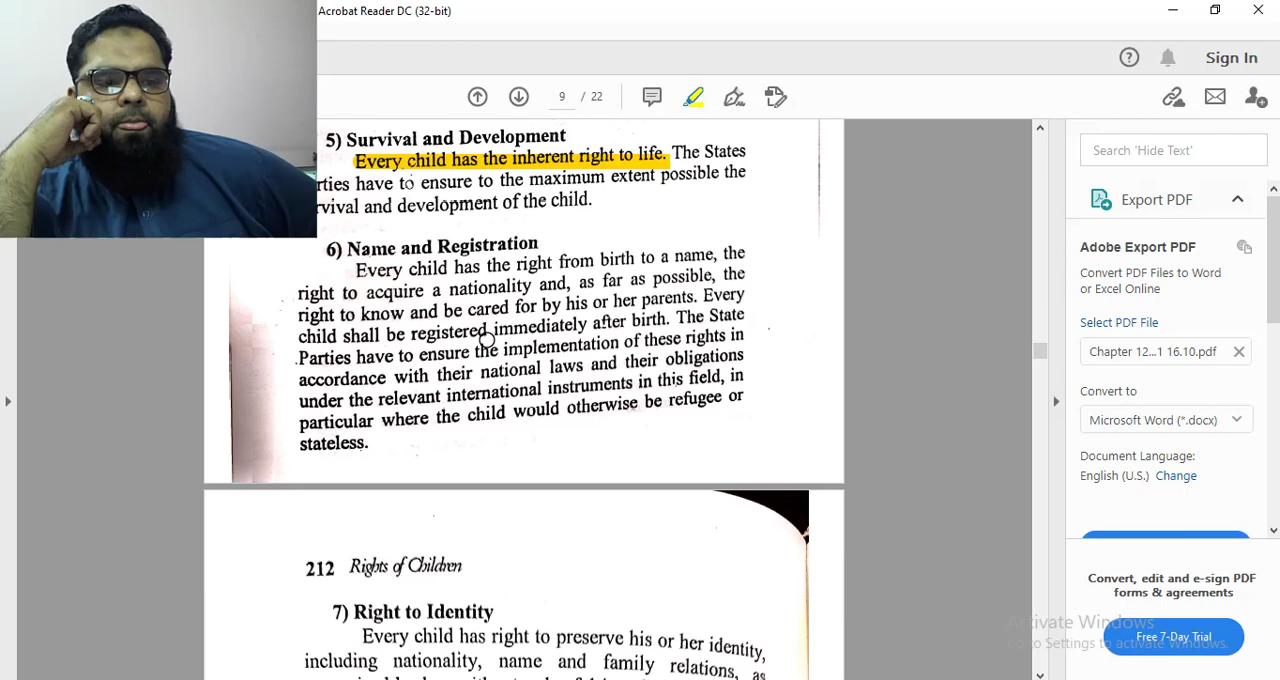 Acrobat Reader DC (32-bit)
Sign In
9 / 22
Search 'Hide Text'
Export PDF
Adobe Export PDF
Convert PDF Files to Word
or Excel Online
Select PDF File
Chapter 12...1 16.10.pdf
Convert to
Microsoft Word (*.docx)
Document Language:
English (U.S.) Change
Convert, edit and e-sign PDF
forms & agreements
Free 7-Day Trial
Activate Windows
Go to Settings to activate Windows.
5) Survival and Development
Every child has the inherent right to life. The States
rties have to ensure to the maximum extent possible the
rvival and development of the child.
6) Name and Registration
Every child has the right from birth to a name, the
right to acquire a nationality and, as far as possible, the
right to know and be cared for by his or her parents. Every
child shall be registered immediately after birth. The State
Parties have to ensure the implementation of these rights in
accordance with their national laws and their obligations
under the relevant international instruments in this field, in
particular where the child would otherwise be refugee or
stateless.
212 Rights of Children
7) Right to Identity
Every child has right to preserve his or her identity,
including nationality, name and family relations, as